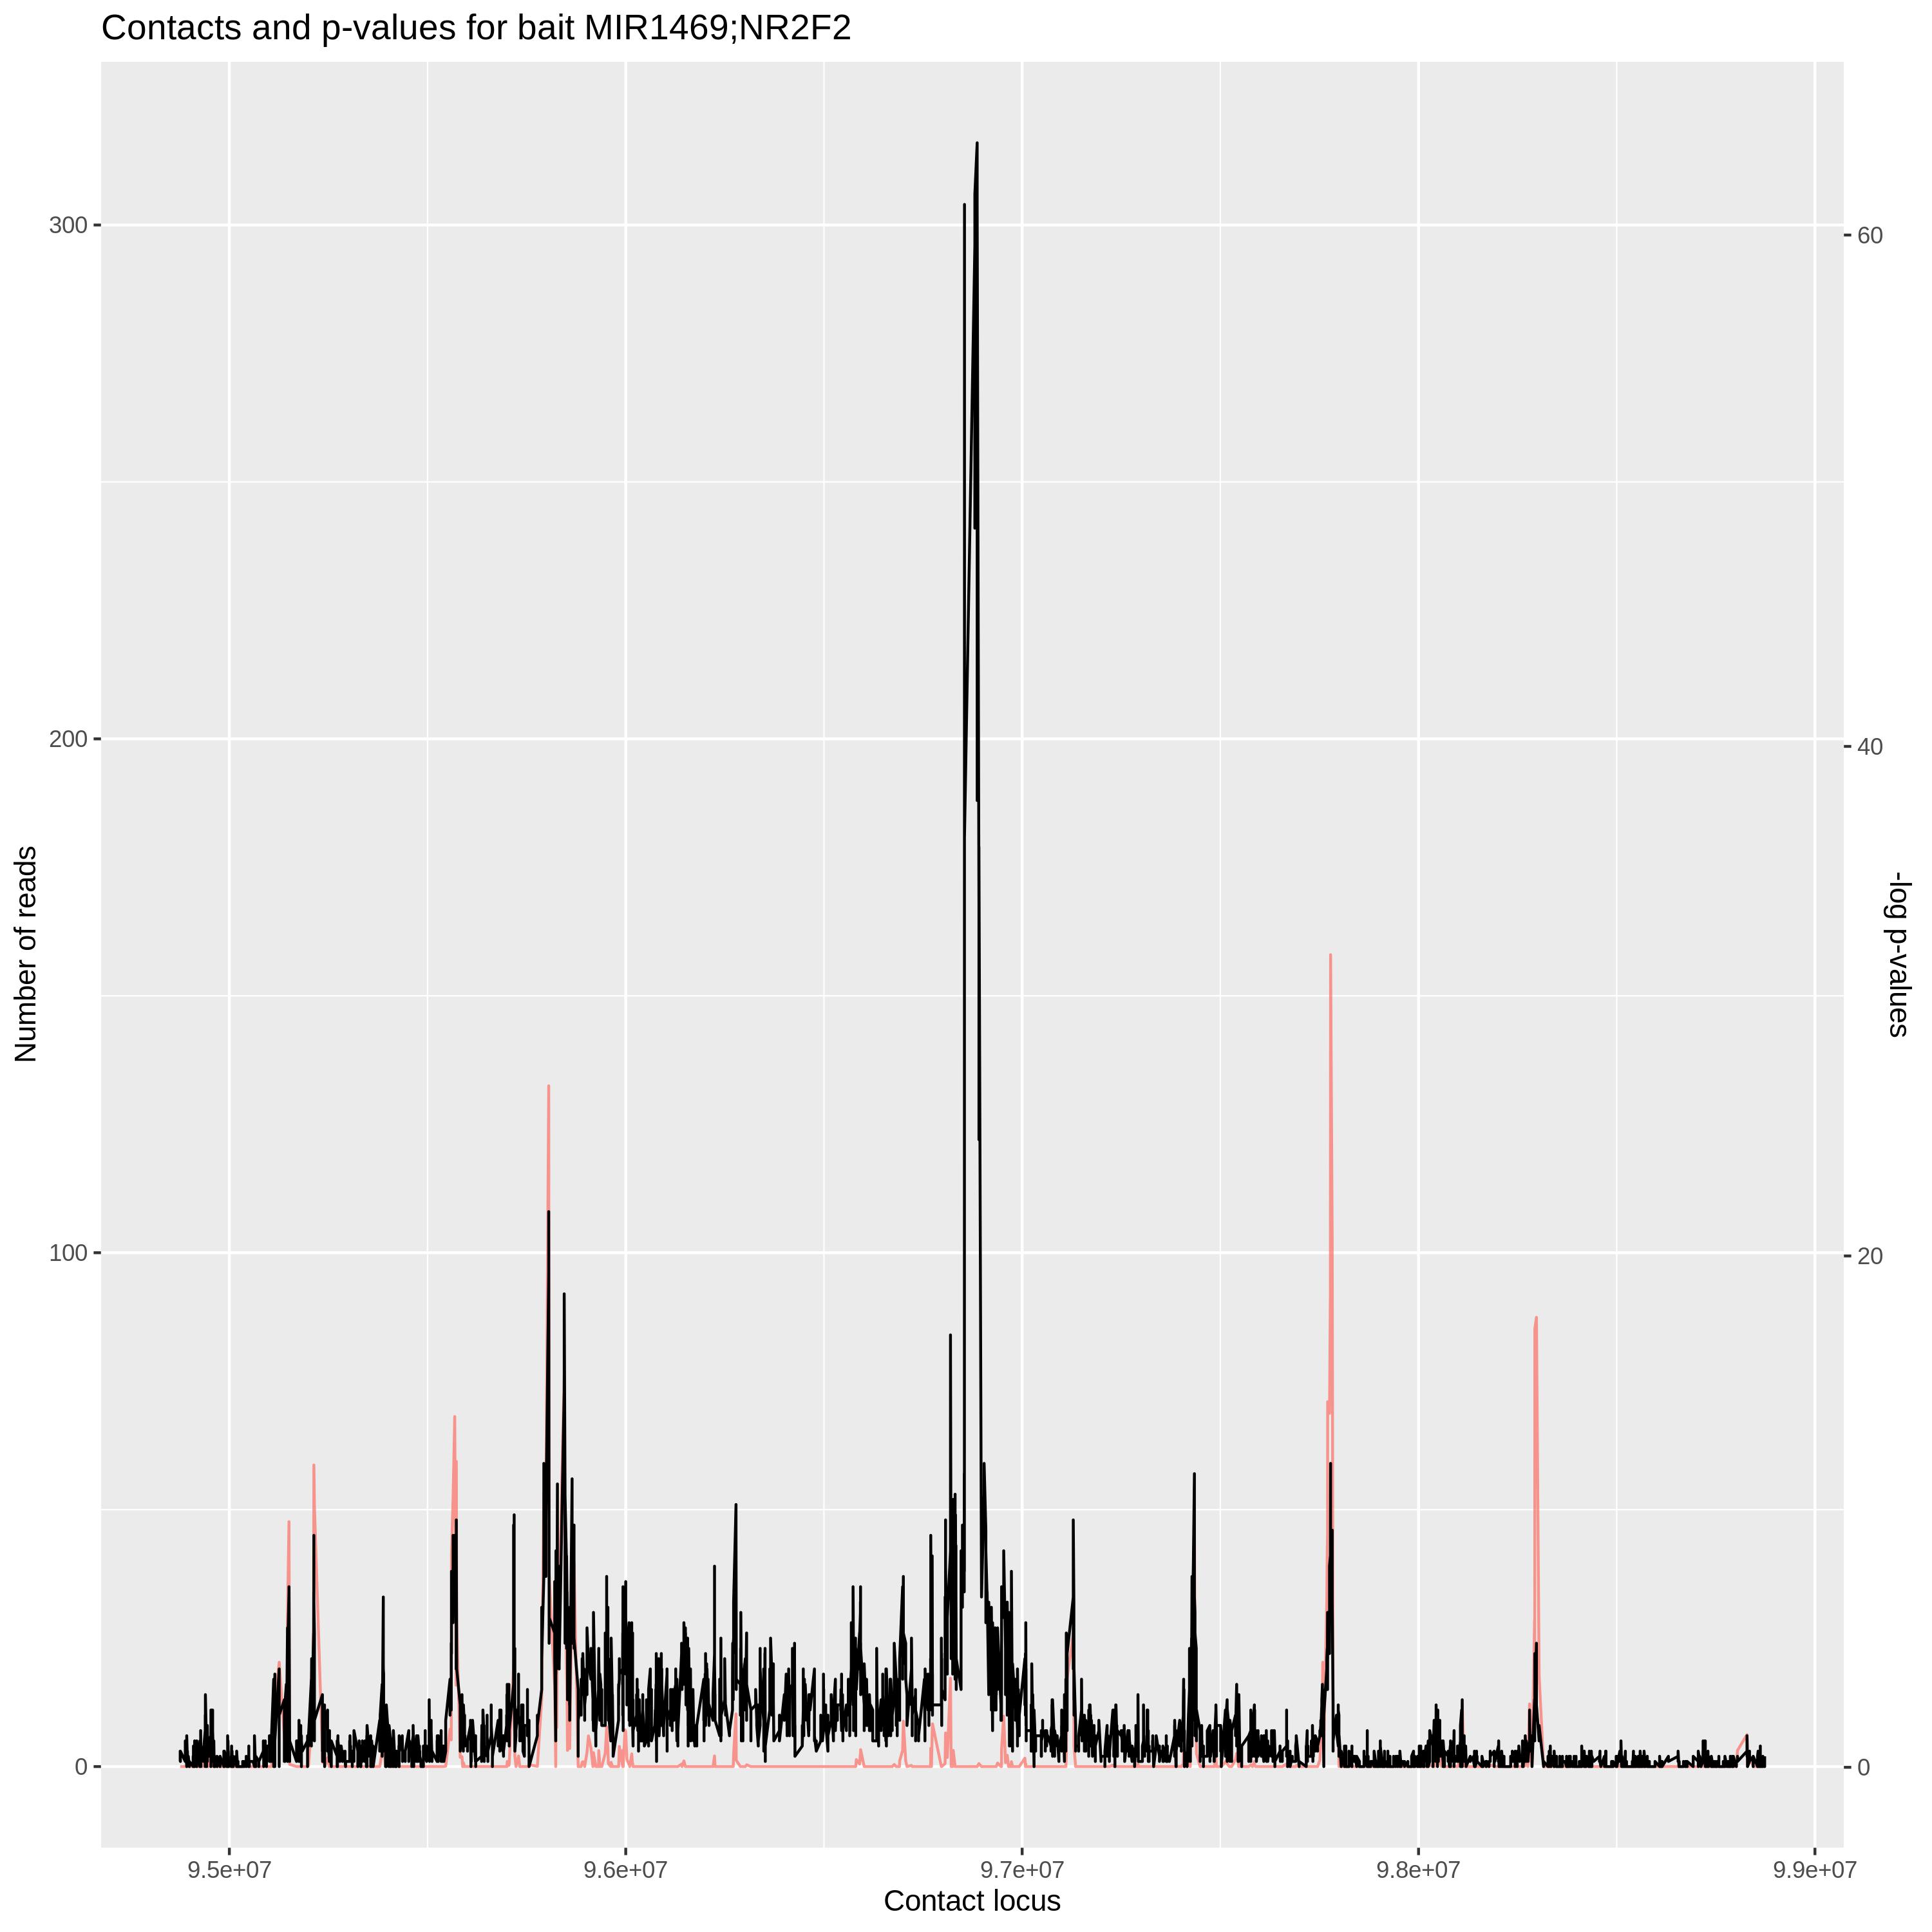 Contacts and p-values for bait MIR1469;NR2F2
300
200
100
0
Number of reads
60
40
20
0
-log p-values
9.5e+07
9.6e+07
9.7e+07
9.8e+07
9.9e+07
Contact locus